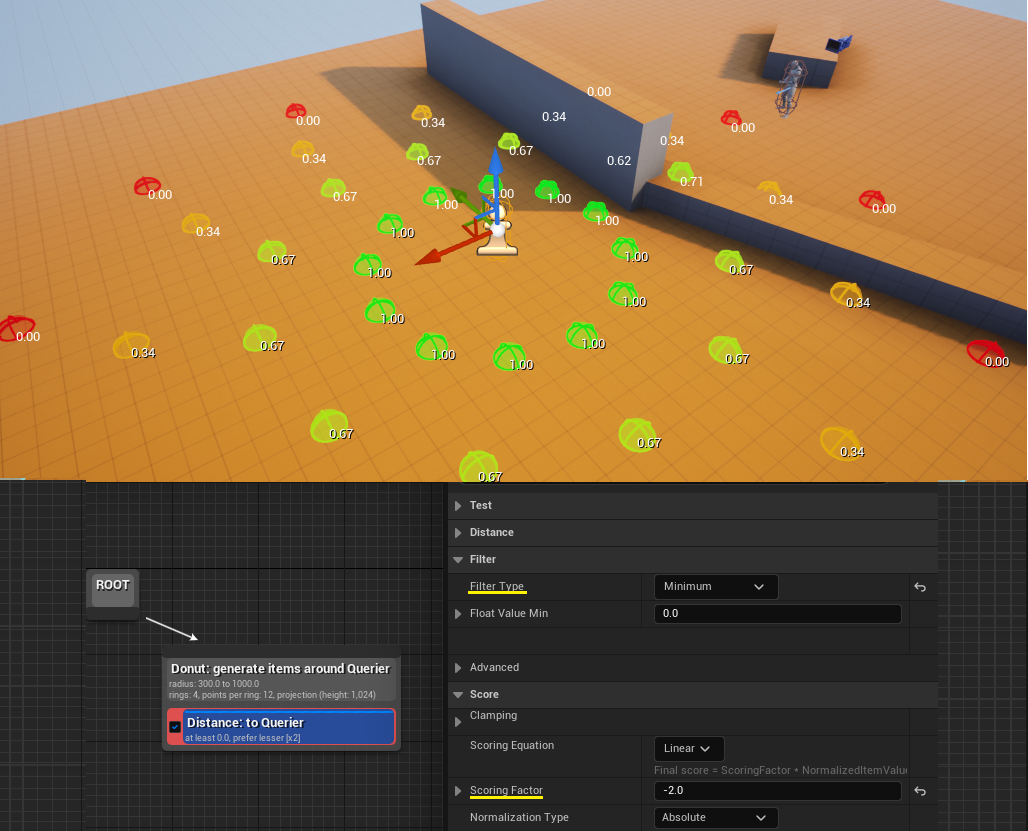 0.00
0.34
0.00
0.34
0.34
0.00
0.34
0.67
0.67
0.62
0.34
0.67
0.71
0.00
0.67
1.00
1.00
1.00
0.34
0.00
0.34
1.00
1.00
0.67
1.00
1.00
0.67
1.00
0.34
0.00
1.00
0.34
0.67
1.00
1.00
1.00
0.67
0.00
0.67
0.67
0.34
0.67
Test
Distance
Filter
Filter Type Minimum
Float Value Min 0.0
Advanced
Score
Clamping
Scoring Equation Linear
Final score = ScoringFactor * NormalizedItemValue
Scoring Factor -2.0
Normalization Type Absolute
ROOT
Donut: generate items around Querier
radius: 300.0 to 1000.0
rings: 4, points per ring: 12, projection (height: 1,024)
Distance: to Querier
at least 0.0, prefer lesser [x2]